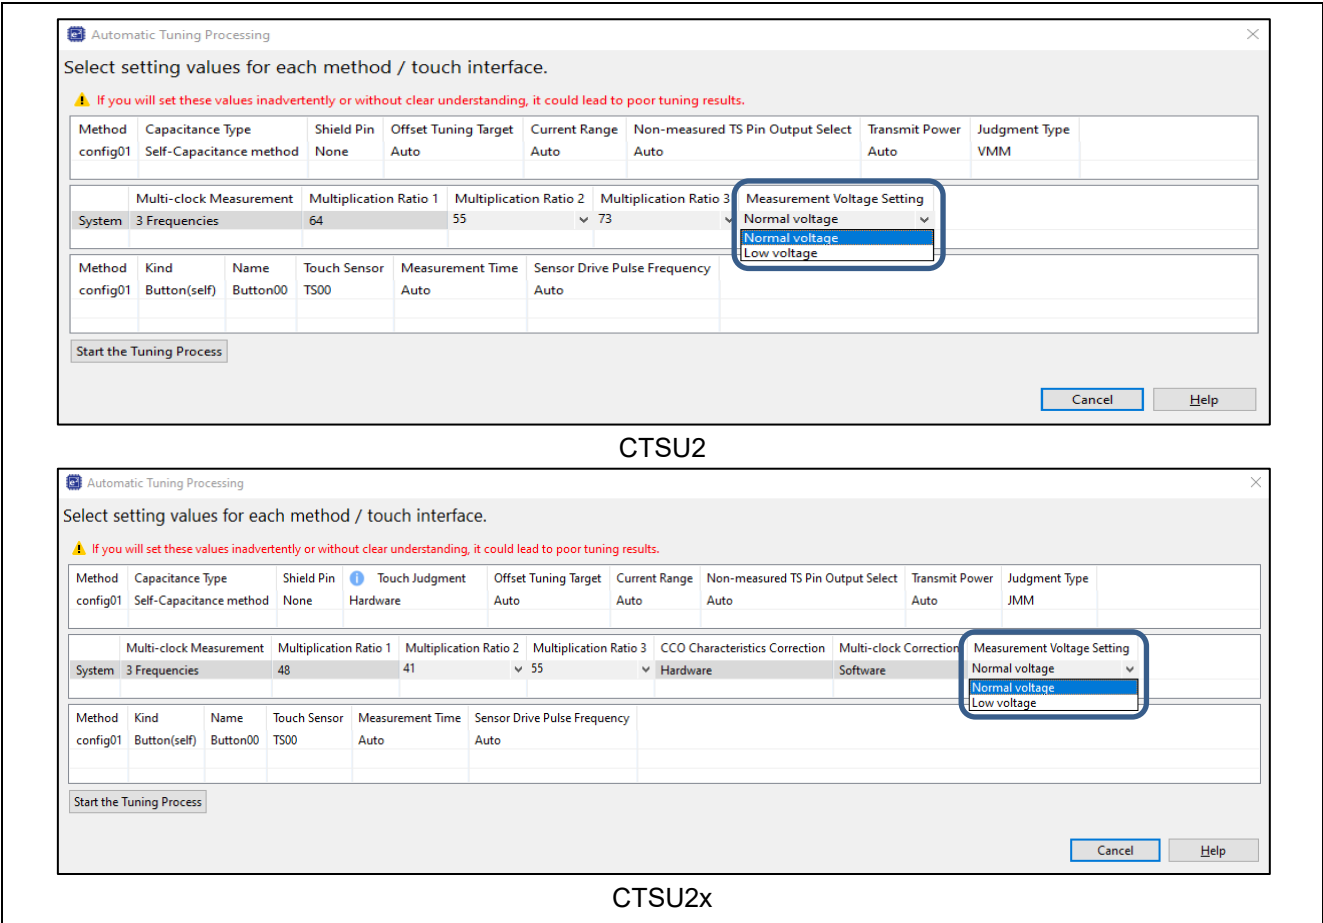 Automatic Tuning Processing
Select setting values for each method / touch interface.
If you will set these values inadvertently or without clear understanding, it could lead to poor tuning results.
Method Capacitance Type Shield Pin Offset Tuning Target Current Range Non-measured TS Pin Output Select Transmit Power Judgment Type
config01 Self-Capacitance method None Auto Auto Auto Auto VMM
Multi-clock Measurement Multiplication Ratio 1 Multiplication Ratio 2 Multiplication Ratio 3 Measurement Voltage Setting
System 3 Frequencies 64 55 73 Normal voltage
Normal voltage
Low voltage
Method Kind Name Touch Sensor Measurement Time Sensor Drive Pulse Frequency
config01 Button(self) Button00 TS00 Auto Auto
Start the Tuning Process
Cancel Help
CTSU2
Automatic Tuning Processing
Select setting values for each method / touch interface.
If you will set these values inadvertently or without clear understanding, it could lead to poor tuning results.
Method Capacitance Type Shield Pin Touch Judgment Offset Tuning Target Current Range Non-measured TS Pin Output Select Transmit Power Judgment Type
config01 Self-Capacitance method None Hardware Auto Auto Auto Auto JMM
Multi-clock Measurement Multiplication Ratio 1 Multiplication Ratio 2 Multiplication Ratio 3 CCO Characteristics Correction Multi-clock Correction Measurement Voltage Setting
System 3 Frequencies 48 41 55 Hardware Software Normal voltage
Normal voltage
Low voltage
Method Kind Name Touch Sensor Measurement Time Sensor Drive Pulse Frequency
config01 Button(self) Button00 TS00 Auto Auto
Start the Tuning Process
Cancel Help
CTSU2x